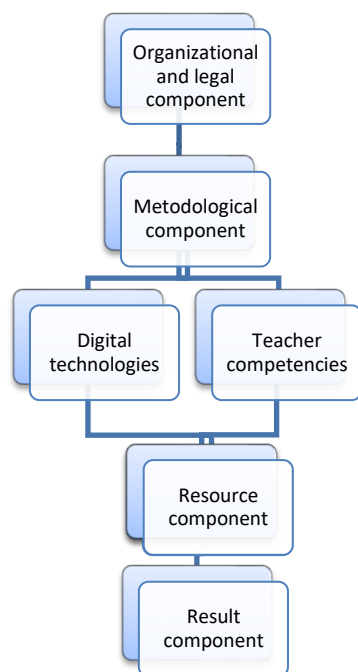 Organizational
and legal
component
Metodological
component
Digital
technologies
Teacher
competencies
Resource
component
Result
component